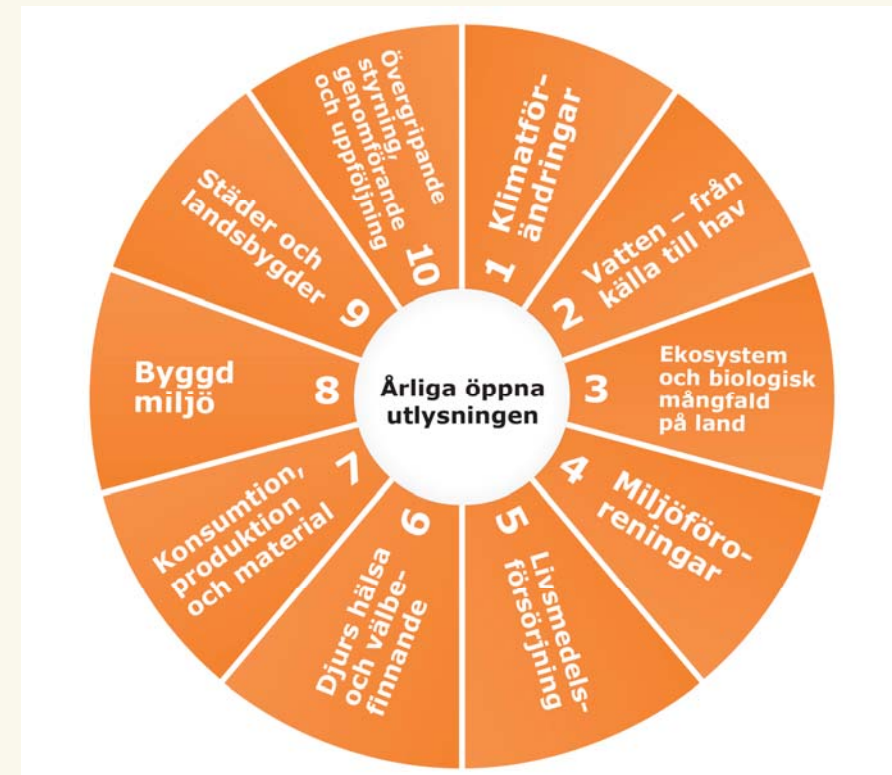 Årliga öppna
utlysningen
1
Klimatför-
ändringar
2
Vatten – från
källa till hav
3
Ekosystem
och biologisk
mångfald
på land
4
Miljöföro-
reningar
5
Livsmedels-
försörjning
6
Djurs hälsa
och välbe-
finnande
7
Konsumtion,
produktion
och material
8
Byggd
miljö
9
Städer och
landsbygder
10
Övergripande
styrning,
genomförande
och uppföljning